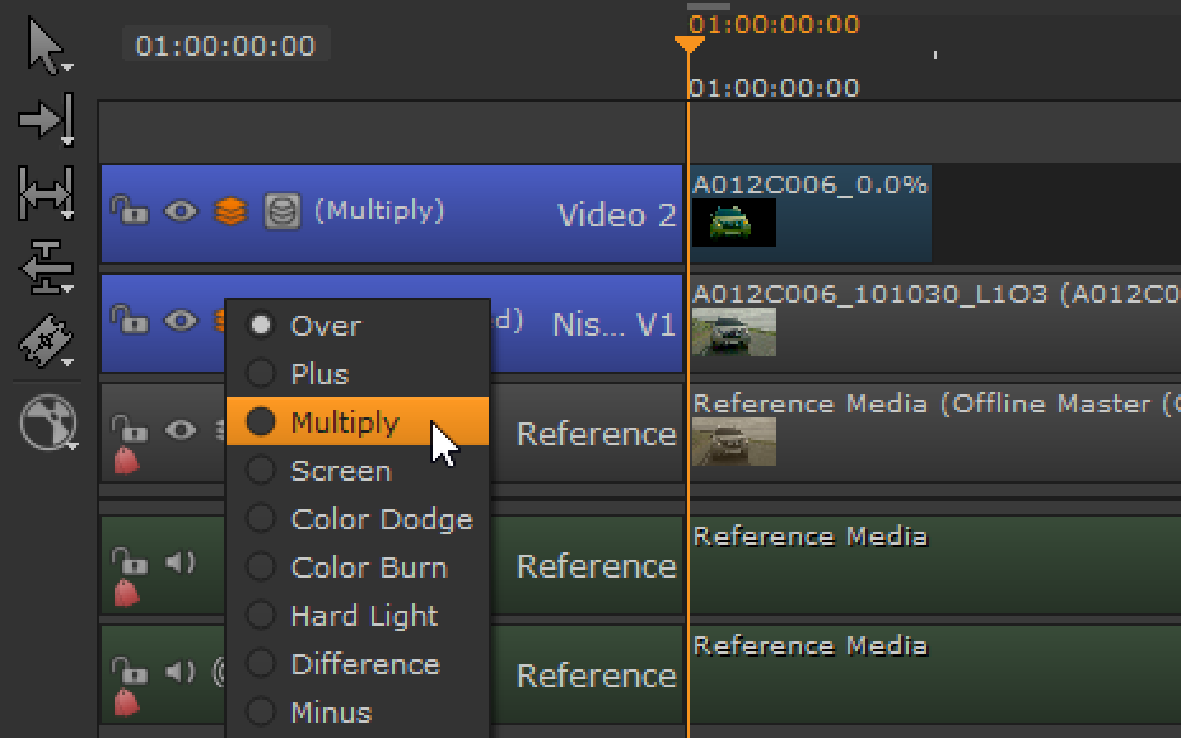 01:00:00:00
01:00:00:00
01:00:00:00
(Multiply) Video 2
A012C006_0.0%
d) Nis... V1
A012C006_101030_L1O3 (A012C0
Over
Plus
Multiply
Screen
Color Dodge
Color Burn
Hard Light
Difference
Minus
Reference
Reference Media (Offline Master (
Reference
Reference Media
Reference
Reference Media